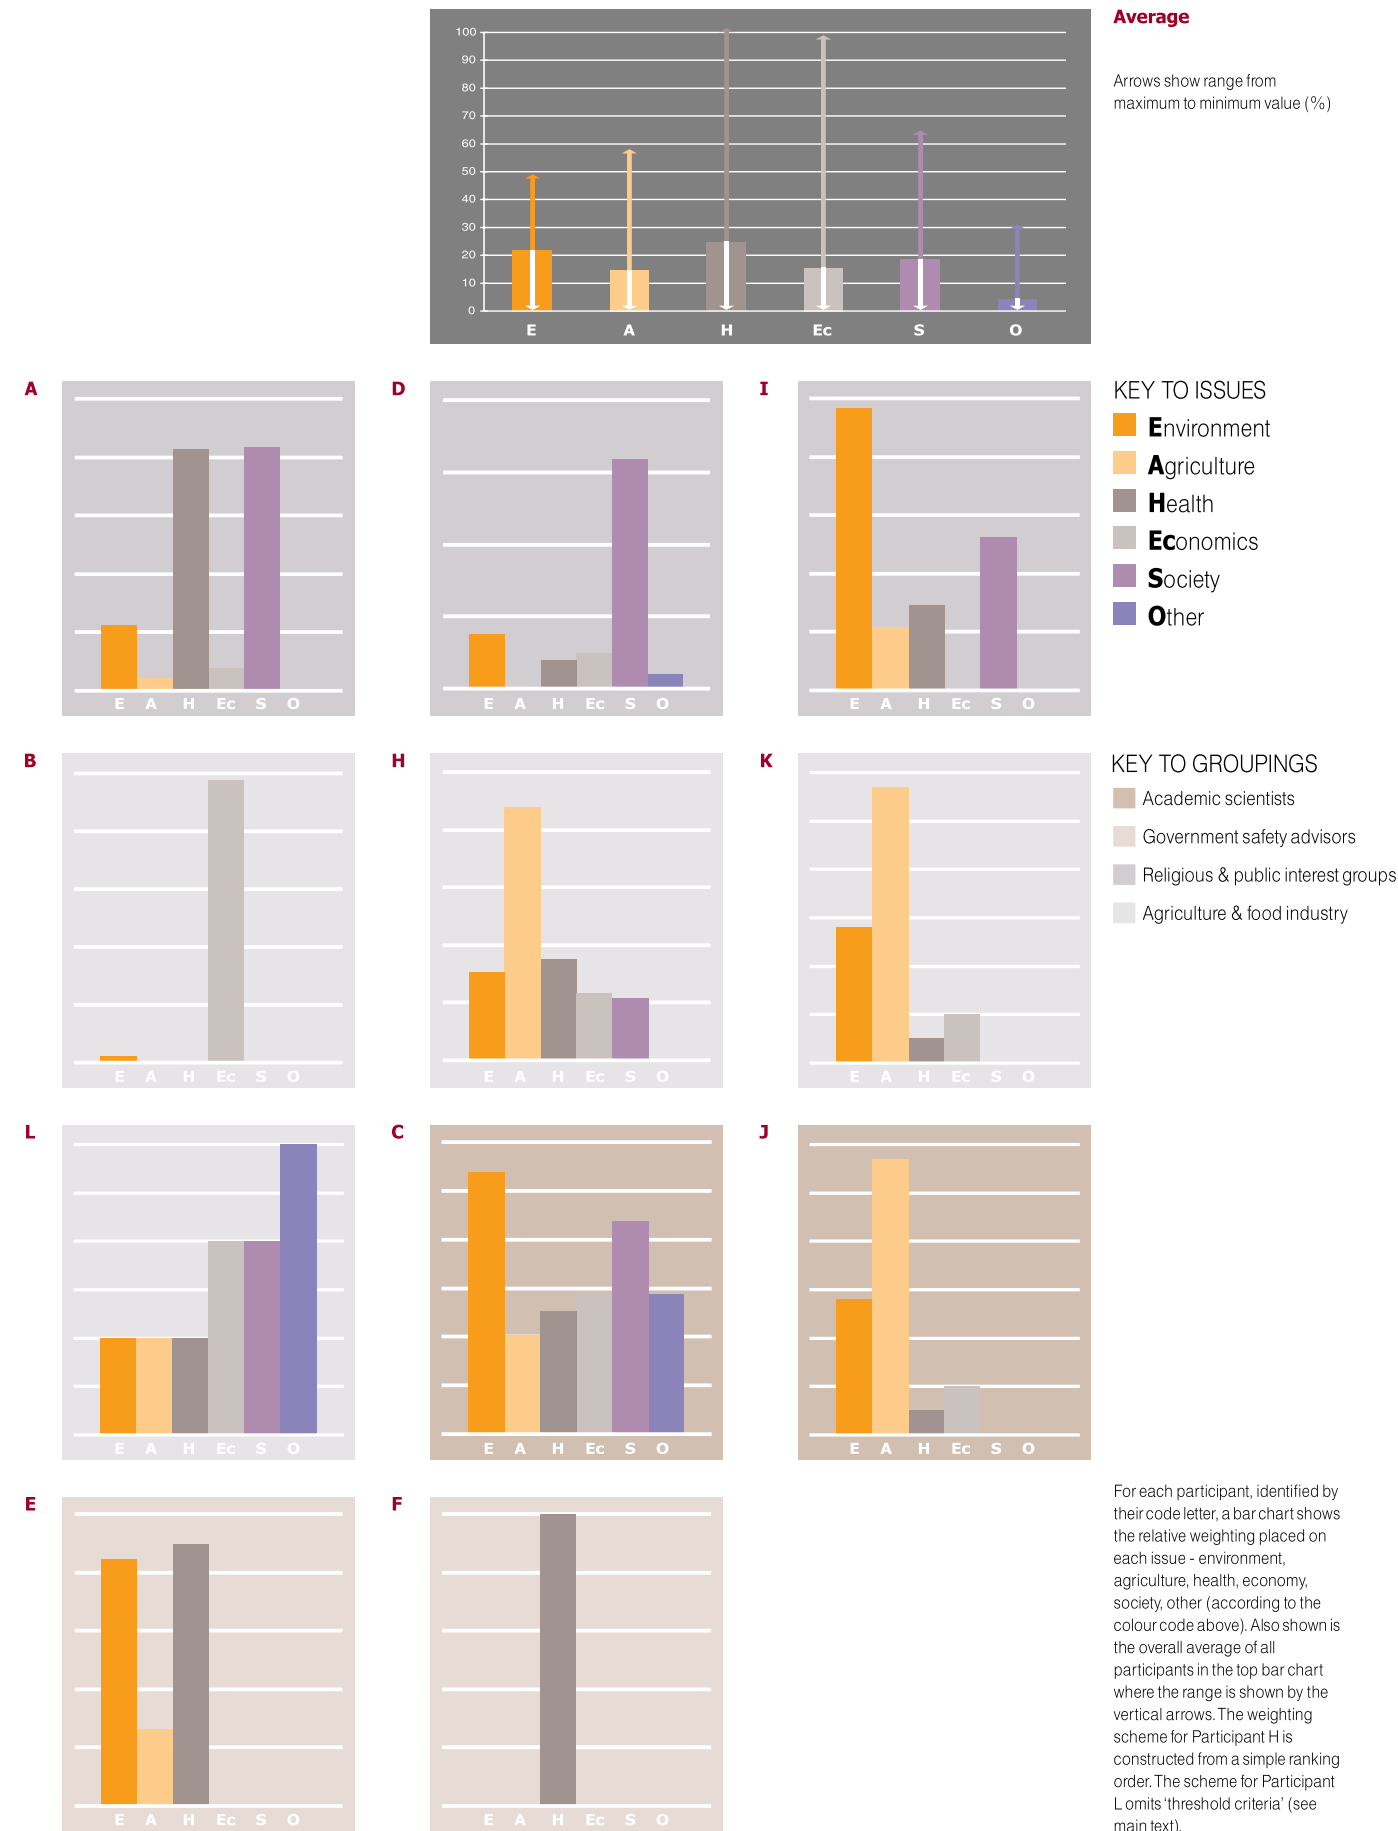 Average
Arrows show range from
maximum to minimum value (%)
100
90
80
70
60
50
40
30
20
10
0
E A H Ec S O
A
E A H Ec S O
D
E A H Ec S O
I
E A H Ec S O
KEY TO ISSUES
Environment
Agriculture
Health
Economics
Society
Other
B
E A H Ec S O
H
E A H Ec S O
K
E A H Ec S O
KEY TO GROUPINGS
Academic scientists
Government safety advisors
Religious & public interest groups
Agriculture & food industry
L
E A H Ec S O
C
E A H Ec S O
J
E A H Ec S O
E
E A H Ec S O
F
E A H Ec S O
For each participant, identified by
their code letter, a bar chart shows
the relative weighting placed on
each issue - environment,
agriculture, health, economy,
society, other (according to the
colour code above). Also shown is
the overall average of all
participants in the top bar chart
where the range is shown by the
vertical arrows. The weighting
scheme for Participant H is
constructed from a simple ranking
order. The scheme for Participant
L omits ‘threshold criteria’ (see
main text).